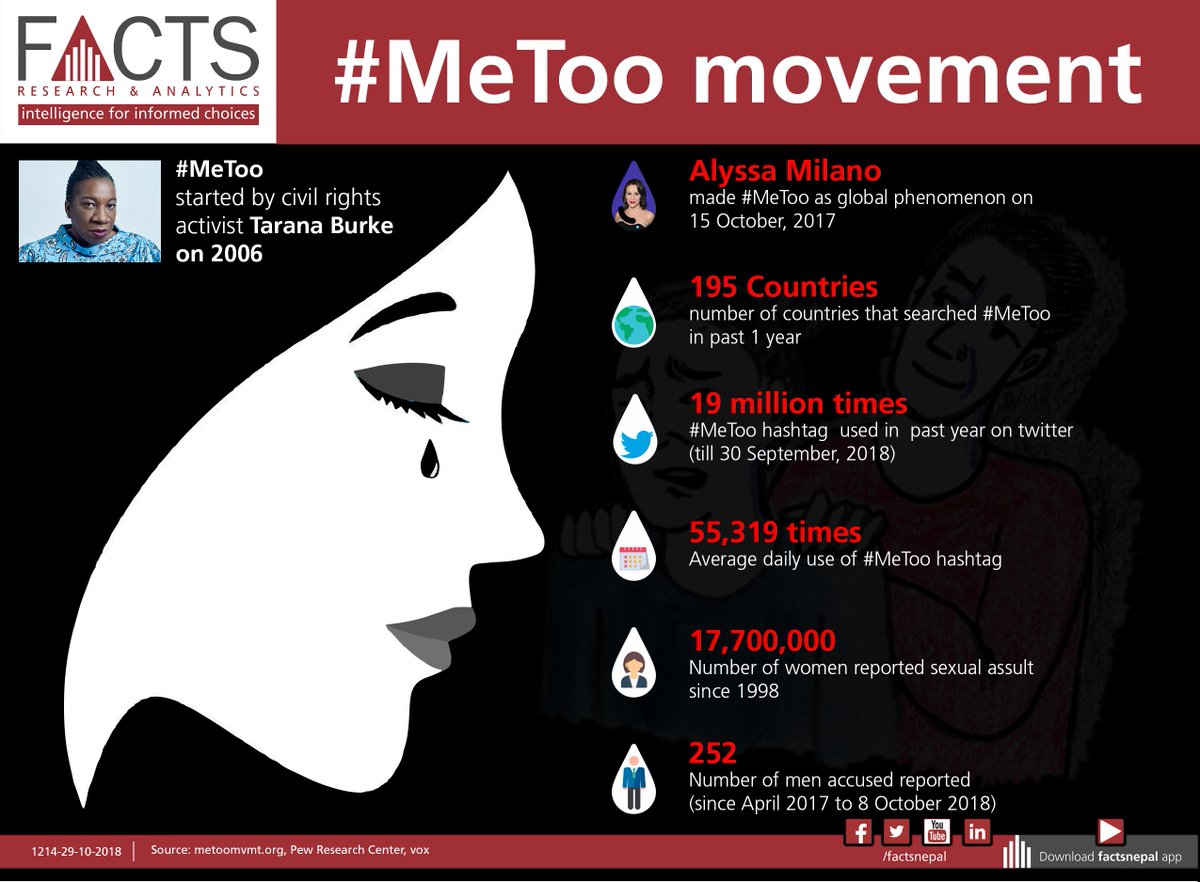 FACTS
RESEARCH & ANALYTICS
intelligence for informed choices
#MeToo movement
#MeToo
started by civil rights
activist Tarana Burke
on 2006
Alyssa Milano
made #MeToo as global phenomenon on
15 October, 2017
195 Countries
number of countries that searched #MeToo
in past 1 year
19 million times
#MeToo hashtag used in past year on twitter
(till 30 September, 2018)
55,319 times
Average daily use of #MeToo hashtag
17,700,000
Number of women reported sexual assult
since 1998
252
Number of men accused reported
(since April 2017 to 8 October 2018)
1214-29-10-2018
Source: metoomvmt.org, Pew Research Center, vox
f
You
Tube
in
/factsnepal
Download factsnepal app